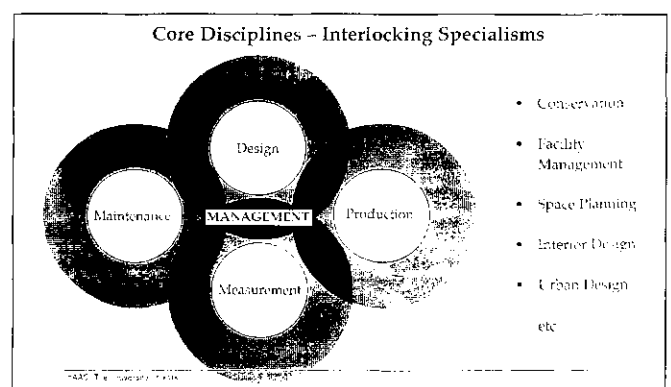 Core Disciplines – Interlocking Specialisms
Design
Maintenance
MANAGEMENT
Production
Measurement
• Conservation
• Facility
Management
• Space Planning
• Interior Design
• Urban Design
etc